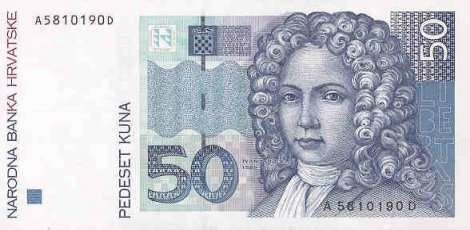 NARODNA BANKA HRVATSKE
A5810190D
PEDESET KUNA
50
50
A5810190D